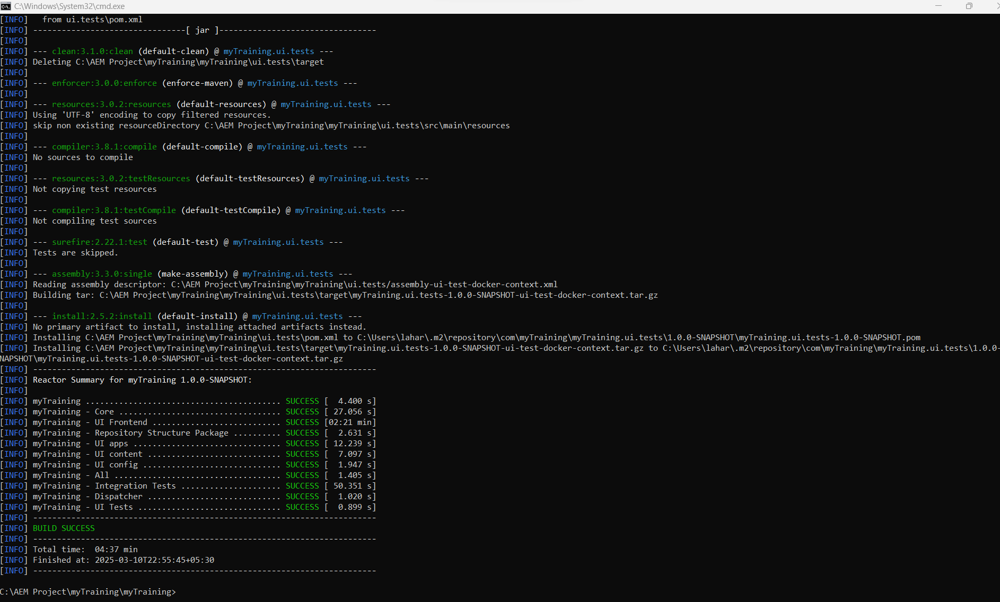 C:\Windows\System32\cmd.exe
[INFO]   from ui.tests\pom.xml
[INFO] --------------------------------[ jar ]---------------------------------
[INFO]
[INFO] --- clean:3.1.0:clean (default-clean) @ myTraining.ui.tests ---
[INFO] Deleting C:\AEM Project\myTraining\myTraining\ui.tests\target
[INFO]
[INFO] --- enforcer:3.0.0:enforce (enforce-maven) @ myTraining.ui.tests ---
[INFO]
[INFO] --- resources:3.0.2:resources (default-resources) @ myTraining.ui.tests ---
[INFO] Using 'UTF-8' encoding to copy filtered resources.
[INFO] skip non existing resourceDirectory C:\AEM Project\myTraining\myTraining\ui.tests\src\main\resources
[INFO]
[INFO] --- compiler:3.8.1:compile (default-compile) @ myTraining.ui.tests ---
[INFO] No sources to compile
[INFO]
[INFO] --- resources:3.0.2:testResources (default-testResources) @ myTraining.ui.tests ---
[INFO] Not copying test resources
[INFO]
[INFO] --- compiler:3.8.1:testCompile (default-testCompile) @ myTraining.ui.tests ---
[INFO] Not compiling test sources
[INFO]
[INFO] --- surefire:2.22.1:test (default-test) @ myTraining.ui.tests ---
[INFO] Tests are skipped.
[INFO]
[INFO] --- assembly:3.3.0:single (make-assembly) @ myTraining.ui.tests ---
[INFO] Reading assembly descriptor: C:\AEM Project\myTraining\myTraining\ui.tests/assembly-ui-test-docker-context.xml
[INFO] Building tar: C:\AEM Project\myTraining\myTraining\ui.tests\target\myTraining.ui.tests-1.0.0-SNAPSHOT-ui-test-docker-context.tar.gz
[INFO]
[INFO] --- install:2.5.2:install (default-install) @ myTraining.ui.tests ---
[INFO] No primary artifact to install, installing attached artifacts instead.
[INFO] Installing C:\AEM Project\myTraining\myTraining\ui.tests\pom.xml to C:\Users\lahar\.m2\repository\com\myTraining\myTraining.ui.tests\1.0.0-SNAPSHOT\myTraining.ui.tests-1.0.0-SNAPSHOT.pom
[INFO] Installing C:\AEM Project\myTraining\myTraining\ui.tests\target\myTraining.ui.tests-1.0.0-SNAPSHOT-ui-test-docker-context.tar.gz to C:\Users\lahar\.m2\repository\com\myTraining\myTraining.ui.tests\1.0.0-
NAPSHOT\myTraining.ui.tests-1.0.0-SNAPSHOT-ui-test-docker-context.tar.gz
[INFO] ------------------------------------------------------------------------
[INFO] Reactor Summary for myTraining 1.0.0-SNAPSHOT:
[INFO]
[INFO] myTraining ......................................... SUCCESS [  4.400 s]
[INFO] myTraining - Core .................................. SUCCESS [ 27.056 s]
[INFO] myTraining - UI Frontend ........................... SUCCESS [02:21 min]
[INFO] myTraining - Repository Structure Package .......... SUCCESS [  2.631 s]
[INFO] myTraining - UI apps ............................... SUCCESS [ 12.239 s]
[INFO] myTraining - UI content ............................ SUCCESS [  7.097 s]
[INFO] myTraining - UI config ............................. SUCCESS [  1.947 s]
[INFO] myTraining - All ................................... SUCCESS [  1.405 s]
[INFO] myTraining - Integration Tests ..................... SUCCESS [ 50.351 s]
[INFO] myTraining - Dispatcher ............................ SUCCESS [  1.020 s]
[INFO] myTraining - UI Tests .............................. SUCCESS [  0.899 s]
[INFO] ------------------------------------------------------------------------
[INFO] BUILD SUCCESS
[INFO] ------------------------------------------------------------------------
[INFO] Total time:  04:37 min
[INFO] Finished at: 2025-03-10T22:55:45+05:30
[INFO] ------------------------------------------------------------------------
C:\AEM Project\myTraining\myTraining>